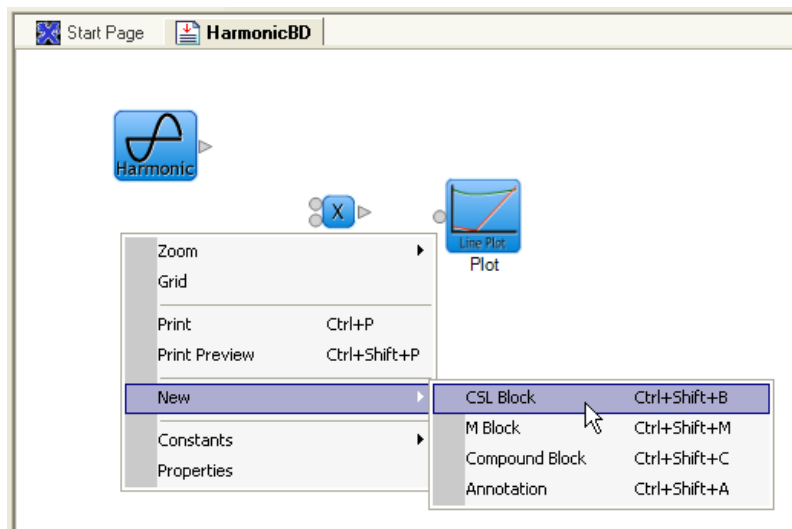 Start Page HarmonicBD
Harmonic
X
Line Plot
Plot
Zoom
Grid
Print Ctrl+P
Print Preview Ctrl+Shift+P
New
Constants
Properties
CSL Block Ctrl+Shift+B
M Block Ctrl+Shift+M
Compound Block Ctrl+Shift+C
Annotation Ctrl+Shift+A